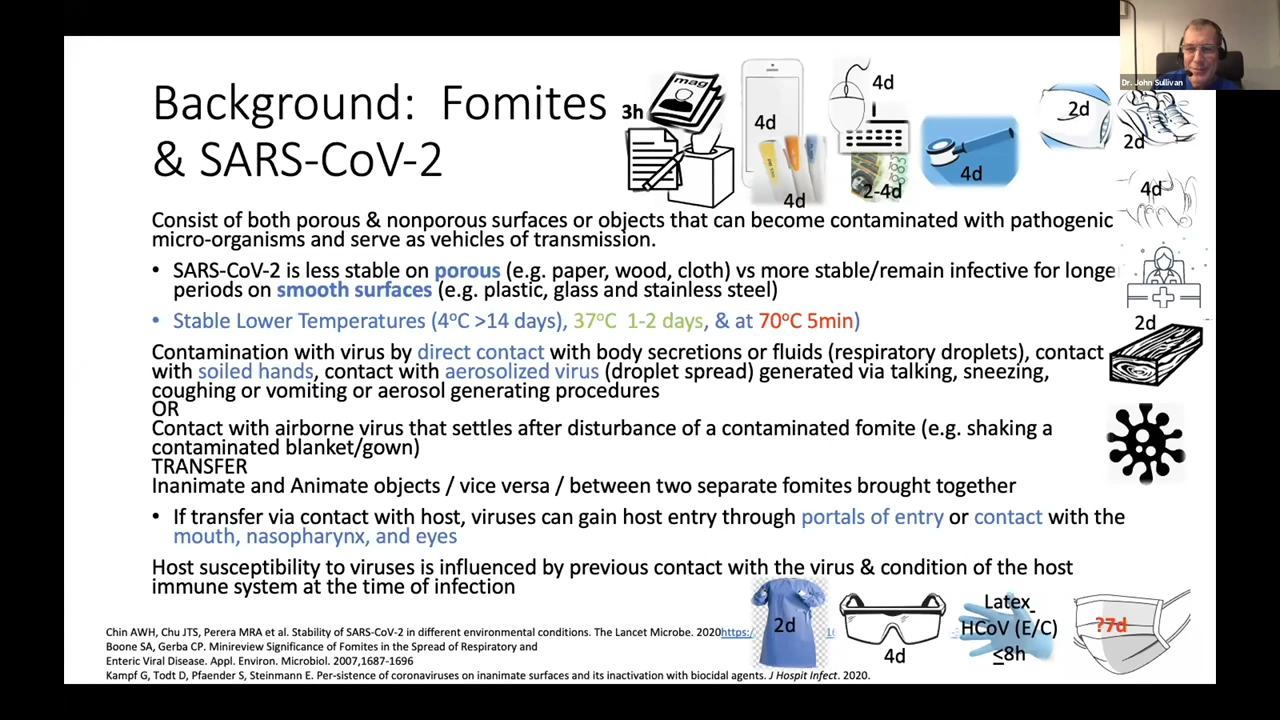 Dr. John Sullivan
Background: Fomites
& SARS-CoV-2
3h
mag
4d
4d
4d
2-4d
4d
2d
2d
4d
Consist of both porous & nonporous surfaces or objects that can become contaminated with pathogenic
micro-organisms and serve as vehicles of transmission.
• SARS-CoV-2 is less stable on porous (e.g. paper, wood, cloth) vs more stable/remain infective for longe
periods on smooth surfaces (e.g. plastic, glass and stainless steel)
• Stable Lower Temperatures (4oC >14 days), 37oC 1-2 days, & at 70oC 5min)
2d
Contamination with virus by direct contact with body secretions or fluids (respiratory droplets), contact
with soiled hands, contact with aerosolized virus (droplet spread) generated via talking, sneezing,
coughing or vomiting or aerosol generating procedures
OR
Contact with airborne virus that settles after disturbance of a contaminated fomite (e.g. shaking a
contaminated blanket/gown)
TRANSFER
Inanimate and Animate objects / vice versa / between two separate fomites brought together
• If transfer via contact with host, viruses can gain host entry through portals of entry or contact with the
mouth, nasopharynx, and eyes
Host susceptibility to viruses is influenced by previous contact with the virus & condition of the host
immune system at the time of infection
2d
4d
Latex
HCoV (E/C)
≤8h
?7d
Chin AWH, Chu JTS, Perera MRA et al. Stability of SARS-CoV-2 in different environmental conditions. The Lancet Microbe. 2020https:/
Boone SA, Gerba CP. Minireview Significance of Fomites in the Spread of Respiratory and
Enteric Viral Disease. Appl. Environ. Microbiol. 2007,1687-1696
Kampf G, Todt D, Pfaender S, Steinmann E. Per-sistence of coronaviruses on inanimate surfaces and its inactivation with biocidal agents. J Hospit Infect. 2020.